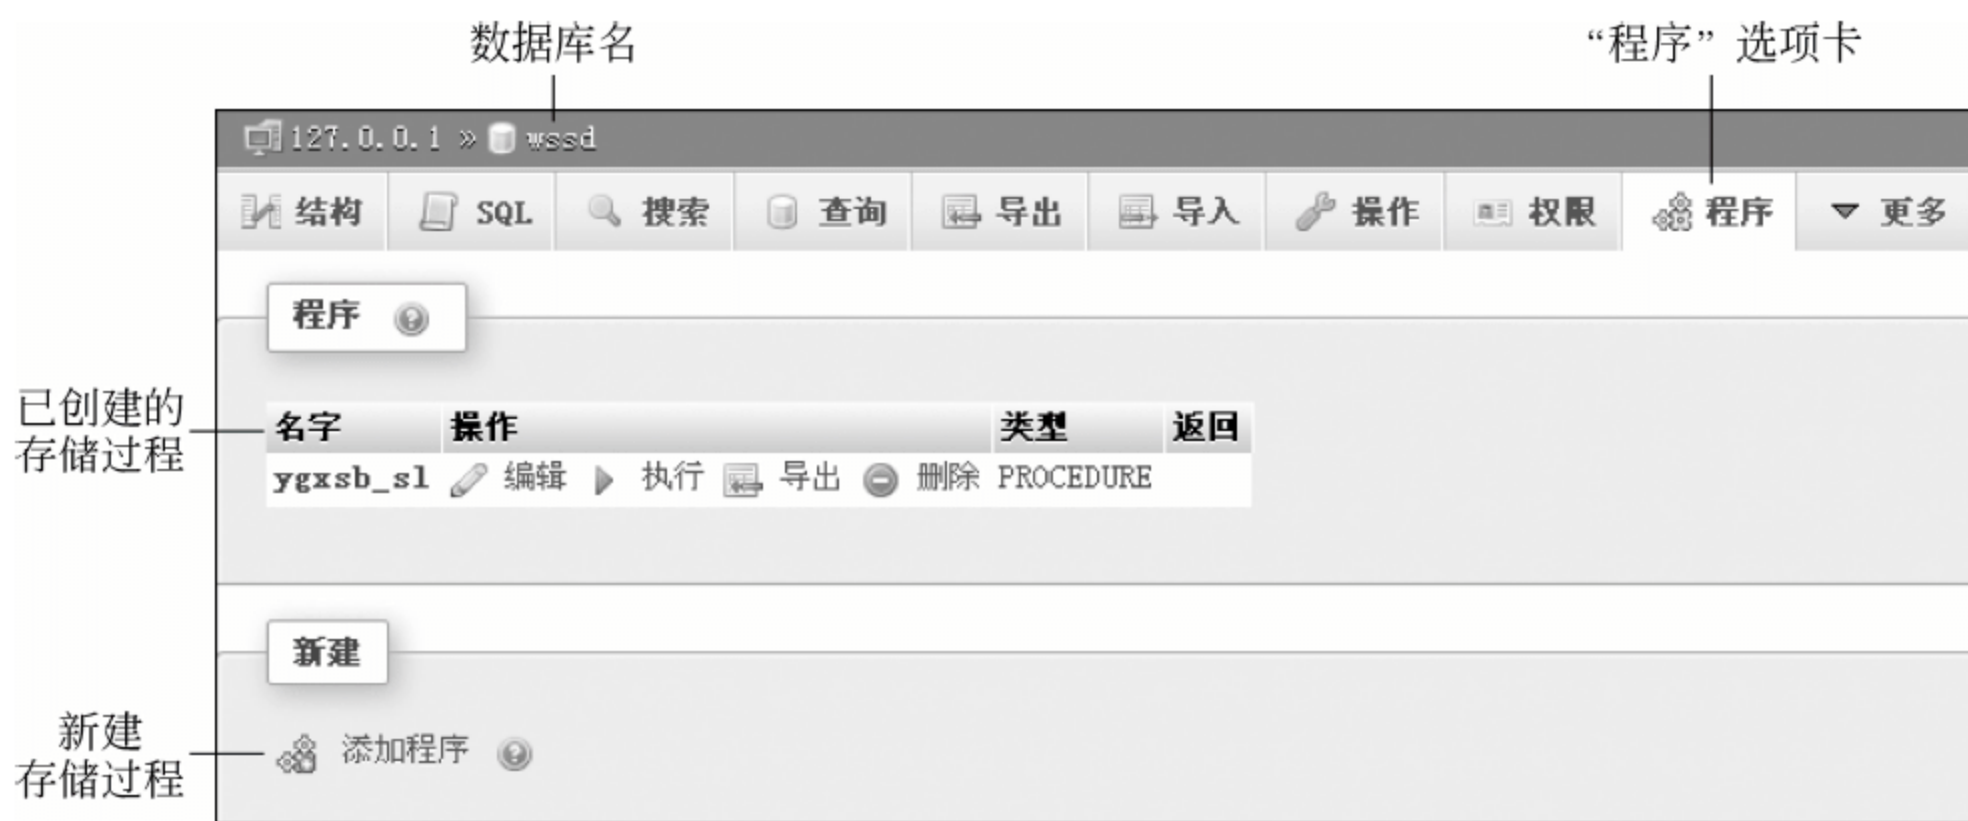 数据库名
“程序”选项卡
127.0.0.1 » wssd
结构 SQL 搜索 查询 导出 导入 操作 权限 程序 更多
程序
已创建的
存储过程
名字 操作 类型 返回
ygxsb_sl 编辑 执行 导出 删除 PROCEDURE
新建
新建
存储过程
添加程序